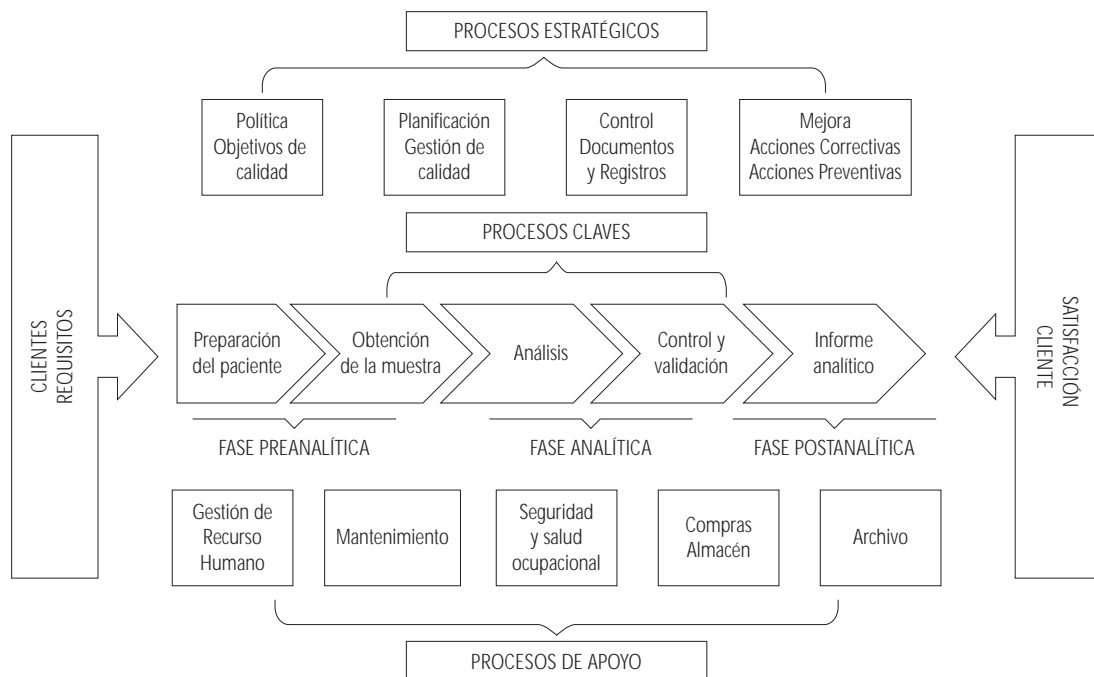 PROCESOS ESTRATÉGICOS
Política
Objetivos de
calidad
Planificación
Gestión de
calidad
Control
Documentos
y Registros
Mejora
Acciones Correctivas
Acciones Preventivas
CLIENTES
REQUISITOS
PROCESOS CLAVES
Preparación
del paciente
Obtención
de la muestra
Análisis
Control y
validación
Informe
analítico
SATISFACCIÓN
CLIENTE
FASE PREANALÍTICA
FASE ANALÍTICA
FASE POSTANALÍTICA
Gestión de
Recurso
Humano
Mantenimiento
Seguridad
y salud
ocupacional
Compras
Almacén
Archivo
PROCESOS DE APOYO